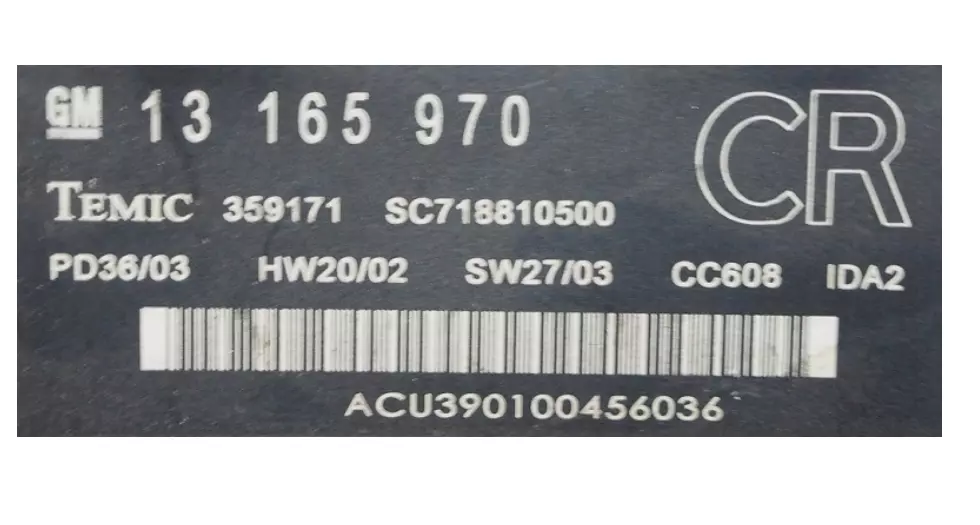 GM 13 165 970 CR
TEMIC 359171 SC718810500
PD36/03 HW20/02 SW27/03 CC608 IDA2
ACU390100456036